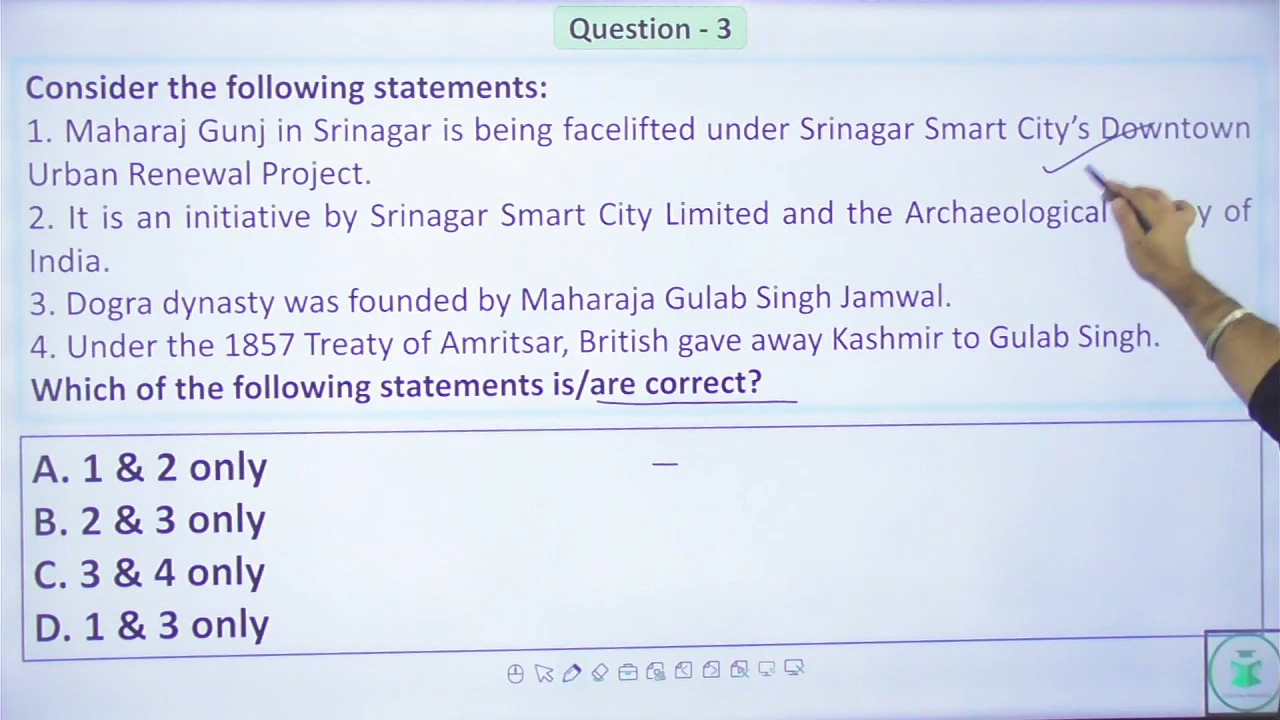 Question - 3
Consider the following statements:
1. Maharaj Gunj in Srinagar is being facelifted under Srinagar Smart City's Downtown
Urban Renewal Project.
2. It is an initiative by Srinagar Smart City Limited and the Archaeological of
India.
3. Dogra dynasty was founded by Maharaja Gulab Singh Jamwal.
4. Under the 1857 Treaty of Amritsar, British gave away Kashmir to Gulab Singh.
Which of the following statements is/are correct?
A. 1 & 2 only
B. 2 & 3 only
C. 3 & 4 only
D. 1 & 3 only